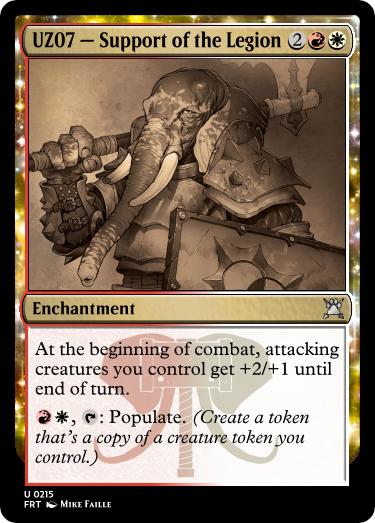 UZ07 — Support of the Legion 2
Enchantment
At the beginning of combat, attacking
creatures you control get +2/+1 until
end of turn.
, : Populate. (Create a token
that's a copy of a creature token you
control.)
U 0215
FRT Mike Faille